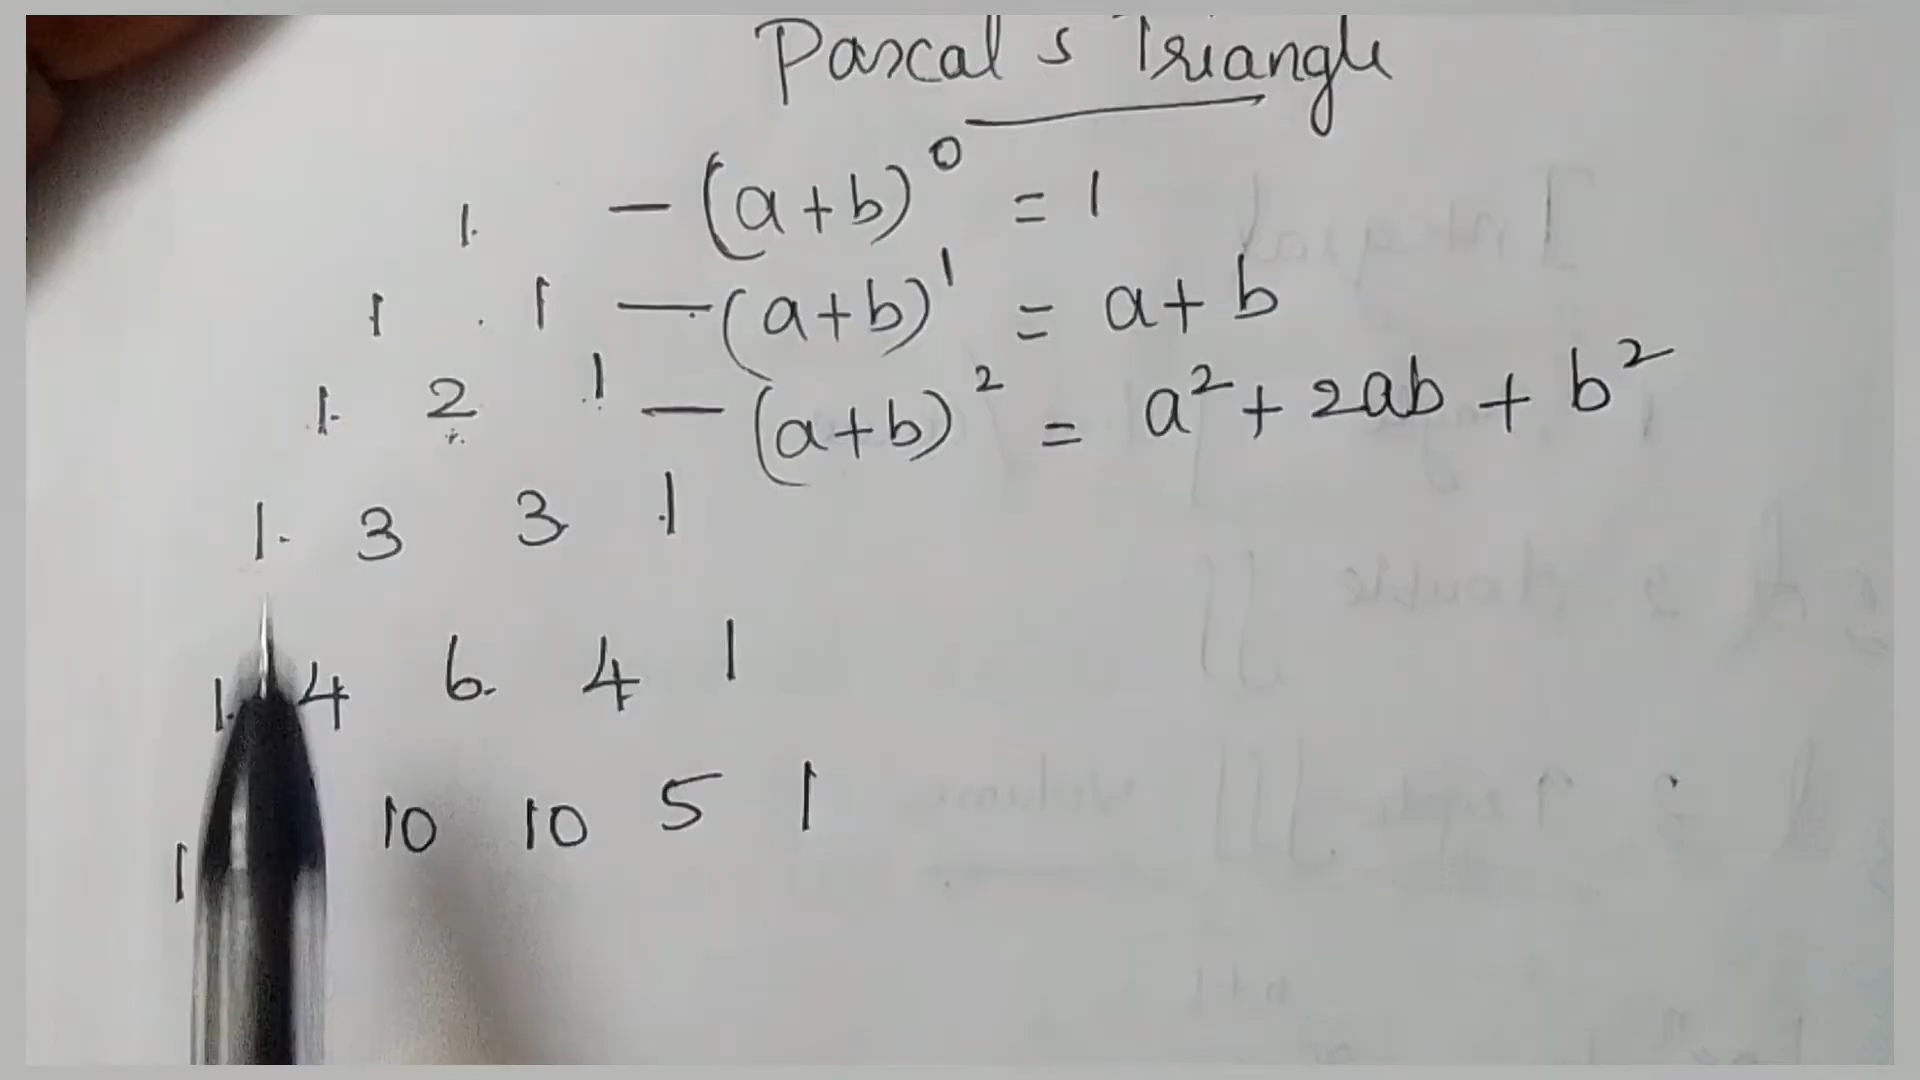 Pascal's Triangle
1 — (a+b)⁰ = 1
1 1 — (a+b)¹ = a+b
1 2 1 — (a+b)² = a² + 2ab + b²
1 3 3 1
1 4 6 4 1
1 10 10 5 1